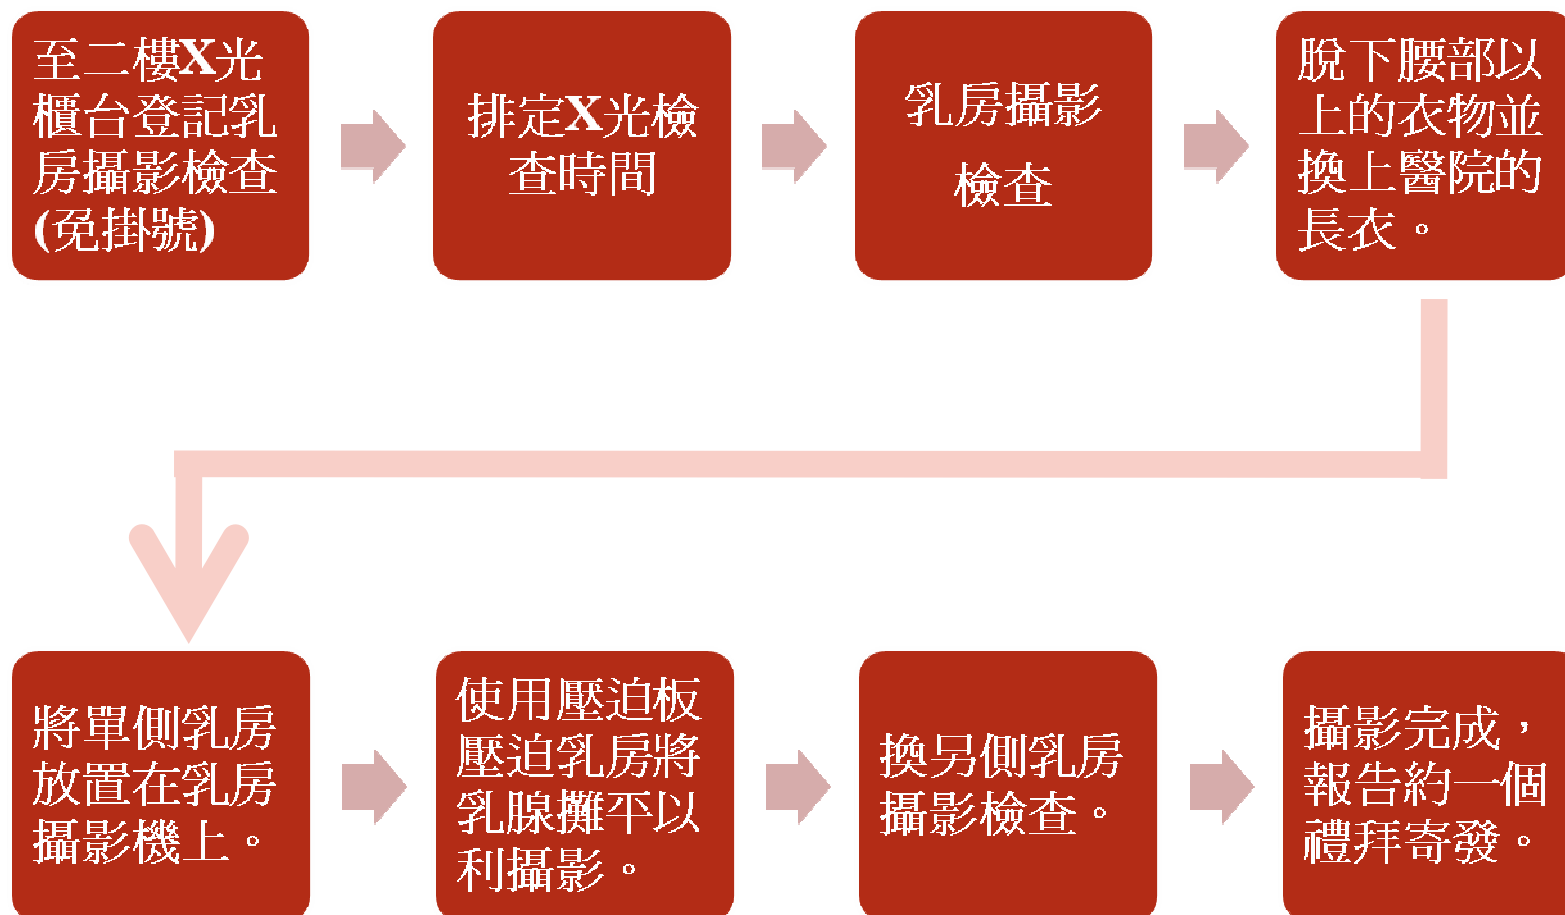 至二樓X光
櫃台登記乳
房攝影檢查
(免掛號)
排定X光檢
查時間
乳房攝影
檢查
脫下腰部以
上的衣物並
換上醫院的
長衣。
將單側乳房
放置在乳房
攝影機上。
使用壓迫板
壓迫乳房將
乳腺攤平以
利攝影。
換另側乳房
攝影檢查。
攝影完成，
報告約一個
禮拜寄發。